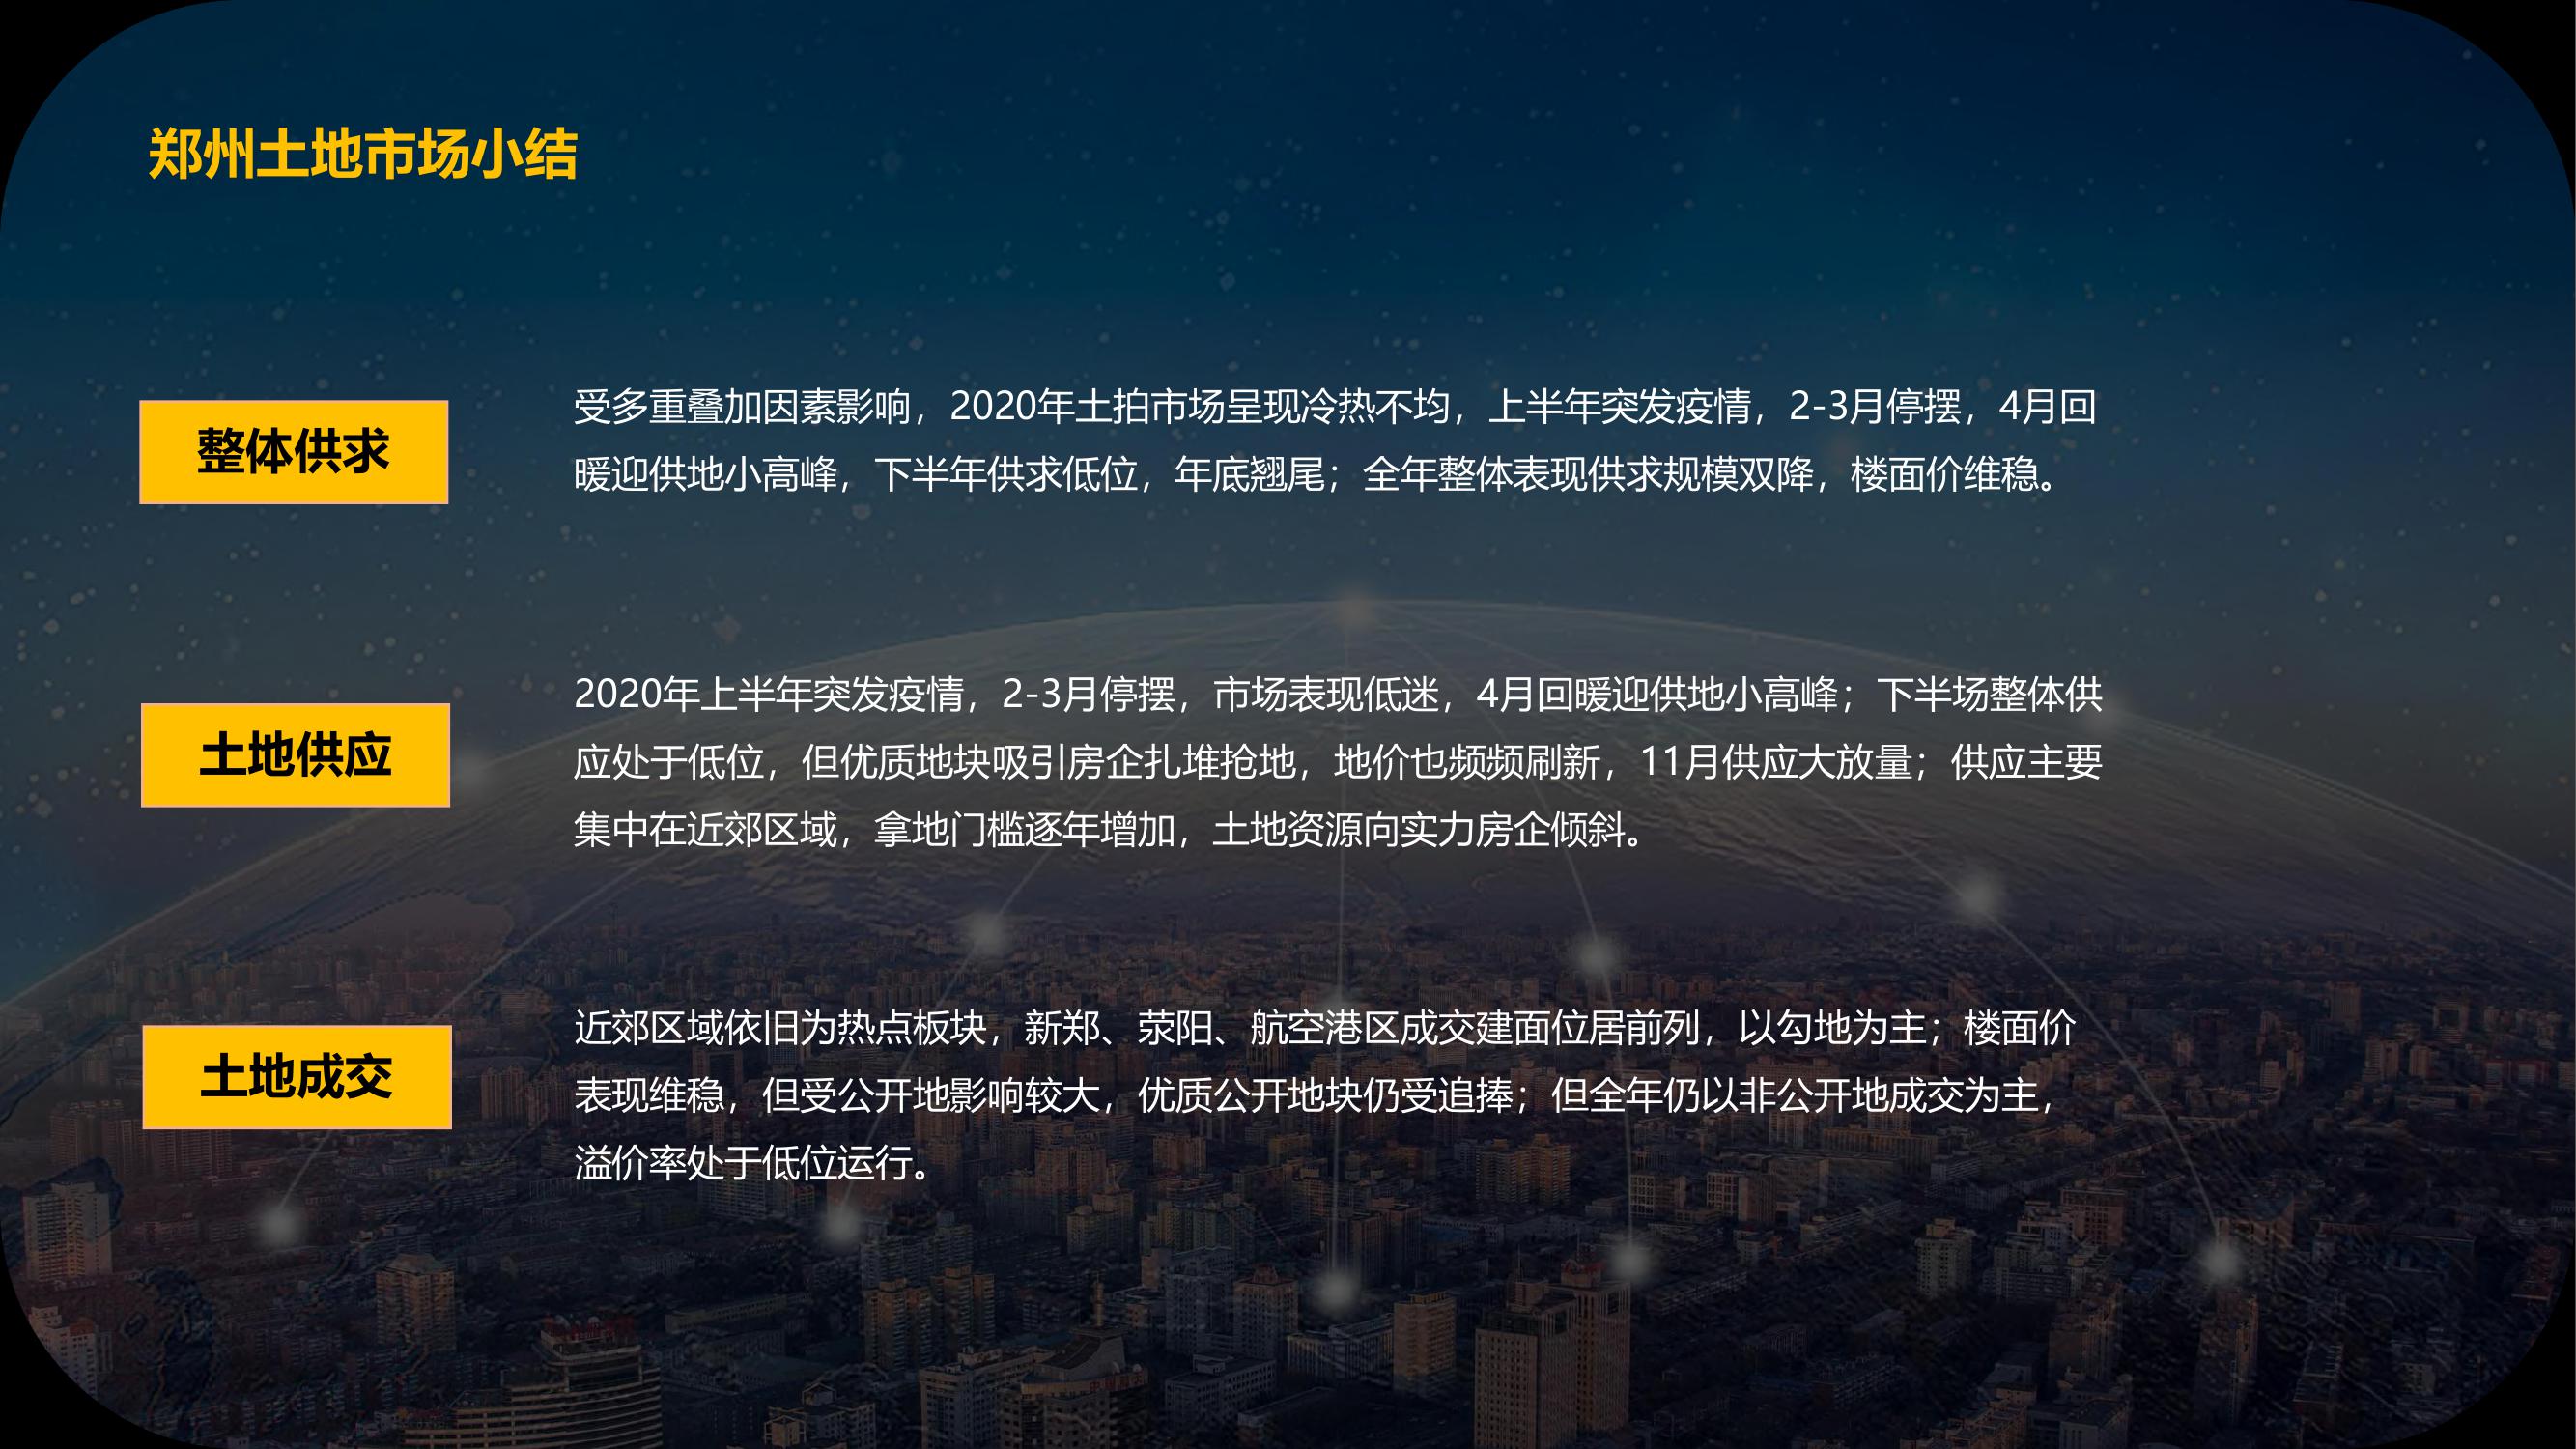 郑州土地市场小结
整体供求
受多重叠加因素影响，2020年土拍市场呈现冷热不均，上半年突发疫情，2-3月停摆，4月回
暖迎供地小高峰，下半年供求低位，年底翘尾；全年整体表现供求规模双降，楼面价维稳。
土地供应
2020年上半年突发疫情，2-3月停摆，市场表现低迷，4月回暖迎供地小高峰；下半场整体供
应处于低位，但优质地块吸引房企扎堆抢地，地价也频频刷新，11月供应大放量；供应主要
集中在近郊区域，拿地门槛逐年增加，土地资源向实力房企倾斜。
土地成交
近郊区域依旧为热点板块，新郑、荥阳、航空港区成交建面位居前列，以勾地为主；楼面价
表现维稳，但受公开地影响较大，优质公开地块仍受追捧；但全年仍以非公开地成交为主，
溢价率处于低位运行。